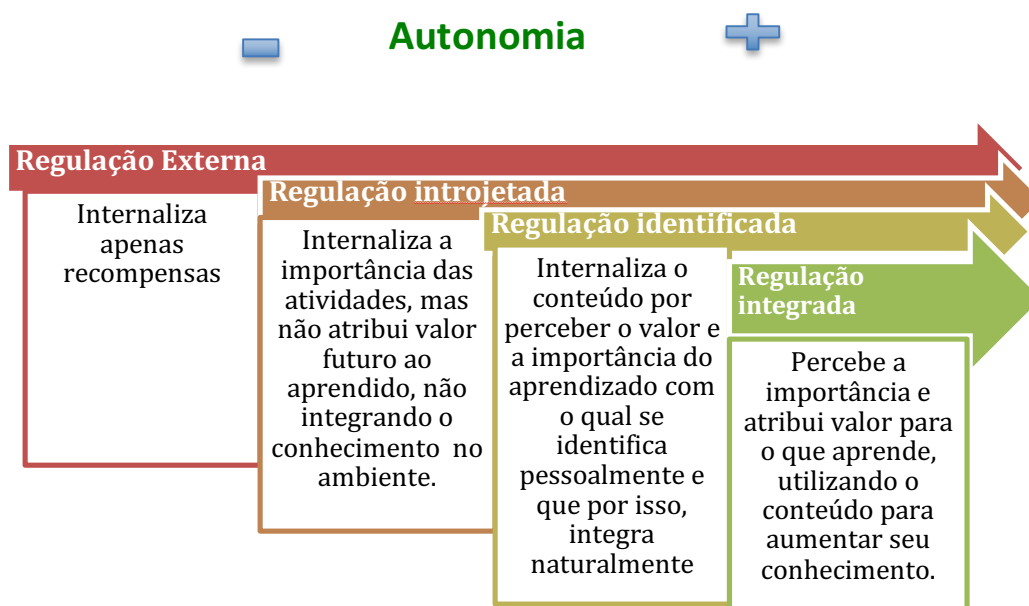 Autonomia
Regulação Externa
Internaliza
apenas
recompensas
Regulação introjetada
Internaliza a
importância das
atividades, mas
não atribui valor
futuro ao
aprendido, não
integrando o
conhecimento no
ambiente.
Regulação identificada
Internaliza o
conteúdo por
perceber o valor e
a importância do
aprendizado com
o qual se
identifica
pessoalmente e
que por isso,
integra
naturalmente
Regulação
integrada
Percebe a
importância e
atribui valor para
o que aprende,
utilizando o
conteúdo para
aumentar seu
conhecimento.